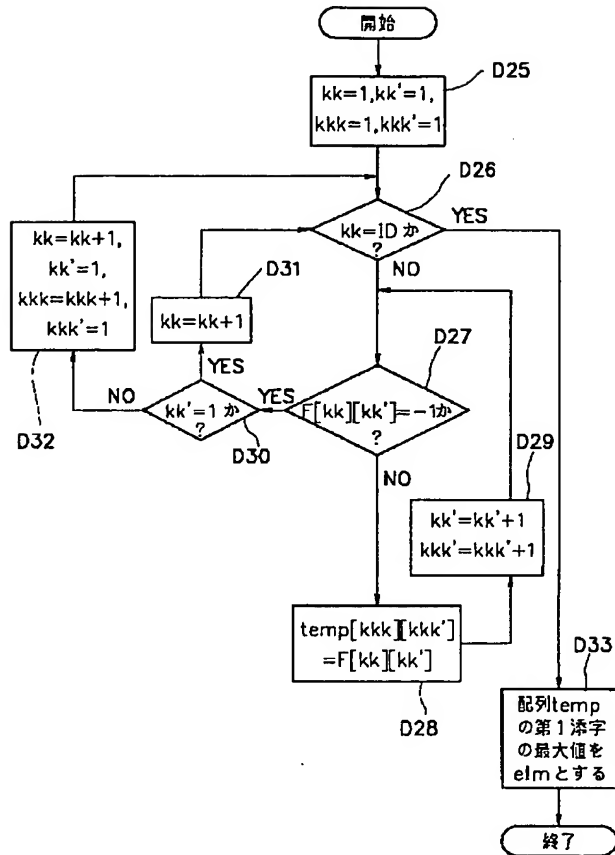 開始
D25
kk=1,kk'=1,
kkk=1,kkk'=1
D26
kk=IDか
?
YES
NO
kk=kk+1,
kk'=1,
kkk=kkk+1,
kkk'=1
D32
D31
kk=kk+1
YES
NO
kk'=1か
?
D30
YES
D27
F[kk][kk']=-1か
?
NO
D29
kk'=kk'+1
kkk'=kkk'+1
temp[kkk][kkk']
=F[kk][kk']
D28
D33
配列temp
の第1添字
の最大値を
elmとする
終了